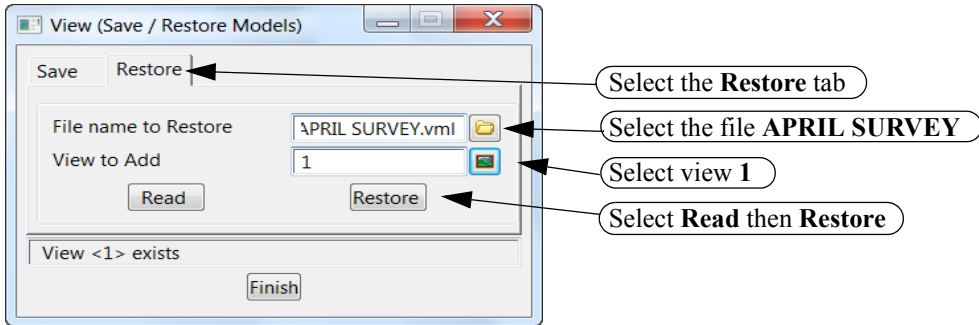 View (Save / Restore Models)
Save Restore
Select the Restore tab
File name to Restore APRIL SURVEY.vml
Select the file APRIL SURVEY
View to Add 1
Select view 1
Read Restore
Select Read then Restore
View <1> exists
Finish